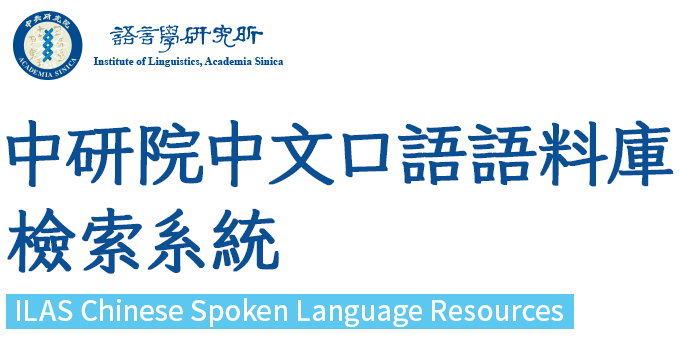 中央研究院
ACADEMIA SINICA
語言學研究所
Institute of Linguistics, Academia Sinica
中研院中文口語語料庫
檢索系統
ILAS Chinese Spoken Language Resources